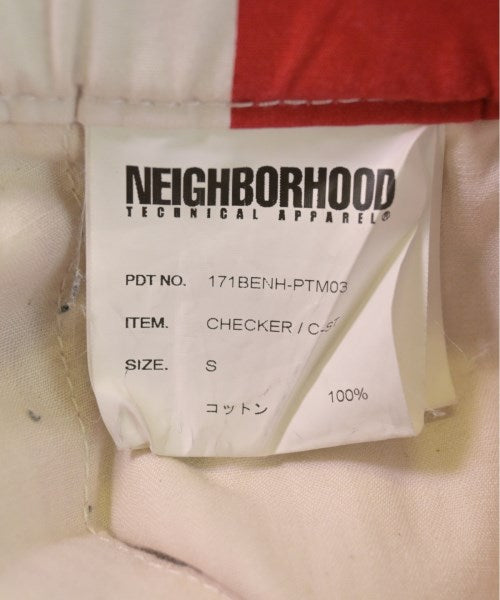 NEIGHBORHOOD
TECHNICAL APPAREL®
PDT NO. 171BENH-PTM03
ITEM. CHECKER /
SIZE. S
コットン 100%